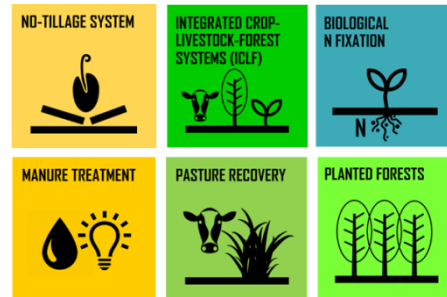 NO-TILLAGE SYSTEM
INTEGRATED CROP-
LIVESTOCK-FOREST
SYSTEMS (ICLF)
BIOLOGICAL
N FIXATION
N
MANURE TREATMENT
PASTURE RECOVERY
PLANTED FORESTS